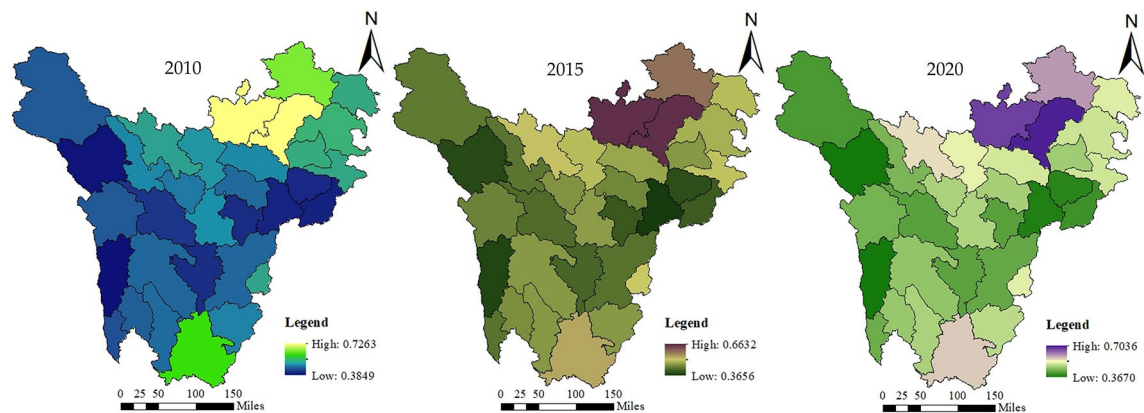 2010
N
Legend
High: 0.7263
Low: 0.3849
0 25 50 100 150
Miles
2015
N
Legend
High: 0.6632
Low: 0.3656
0 25 50 100 150
Miles
2020
N
Legend
High: 0.7036
Low: 0.3670
0 25 50 100 150
Miles